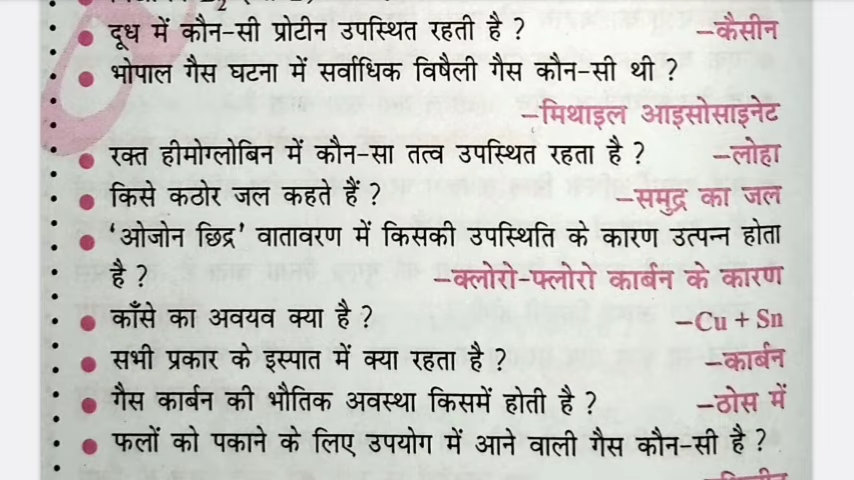 दूध में कौन-सी प्रोटीन उपस्थित रहती है ? -कैसीन
भोपाल गैस घटना में सर्वाधिक विषैली गैस कौन-सी थी ?
-मिथाइल आइसोसाइनेट
रक्त हीमोग्लोबिन में कौन-सा तत्व उपस्थित रहता है ? -लोहा
किसे कठोर जल कहते हैं ? -समुद्र का जल
‘ओजोन छिद्र’ वातावरण में किसकी उपस्थिति के कारण उत्पन्न होता
है ? -क्लोरो-फ्लोरो कार्बन के कारण
काँसे का अवयव क्या है ? -Cu + Sn
सभी प्रकार के इस्पात में क्या रहता है ? -कार्बन
गैस कार्बन की भौतिक अवस्था किसमें होती है ? -ठोस में
फलों को पकाने के लिए उपयोग में आने वाली गैस कौन-सी है ?